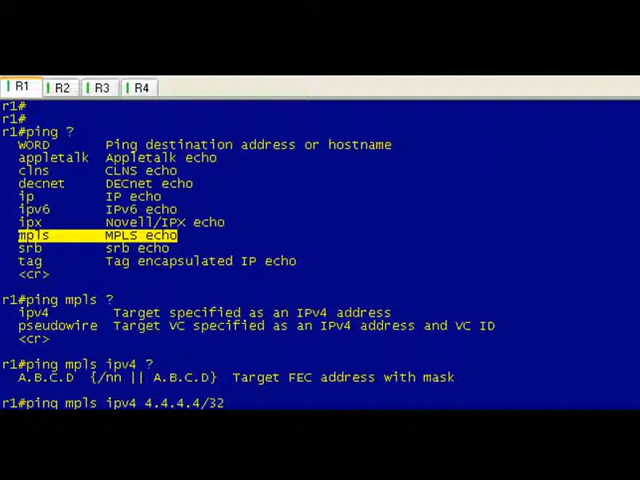 R1 R2 R3 R4
r1#
r1#
r1#ping ?
WORD Ping destination address or hostname
appletalk Appletalk echo
clns CLNS echo
decnet DECnet echo
ip IP echo
ipv6 IPv6 echo
ipx Novell/IPX echo
mpls MPLS echo
srb srb echo
tag Tag encapsulated IP echo
<cr>
r1#ping mpls ?
ipv4 Target specified as an IPv4 address
pseudowire Target VC specified as an IPv4 address and VC ID
<cr>
r1#ping mpls ipv4 ?
A.B.C.D {/nn || A.B.C.D} Target FEC address with mask
r1#ping mpls ipv4 4.4.4.4/32